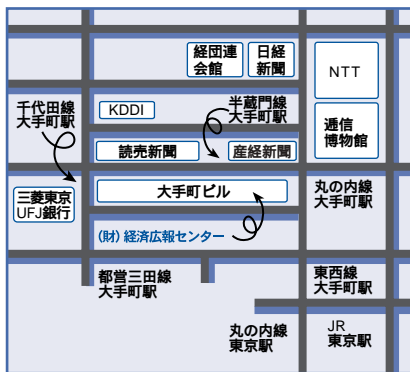 経団連
会館
日経
新聞
NTT
千代田線
大手町駅
KDDI
半蔵門線
大手町駅
逓信
博物館
読売新聞
産経新聞
三菱東京
UFJ銀行
大手町ビル
丸の内線
大手町駅
(財)経済広報センター
都営三田線
大手町駅
東西線
大手町駅
丸の内線
東京駅
JR
東京駅